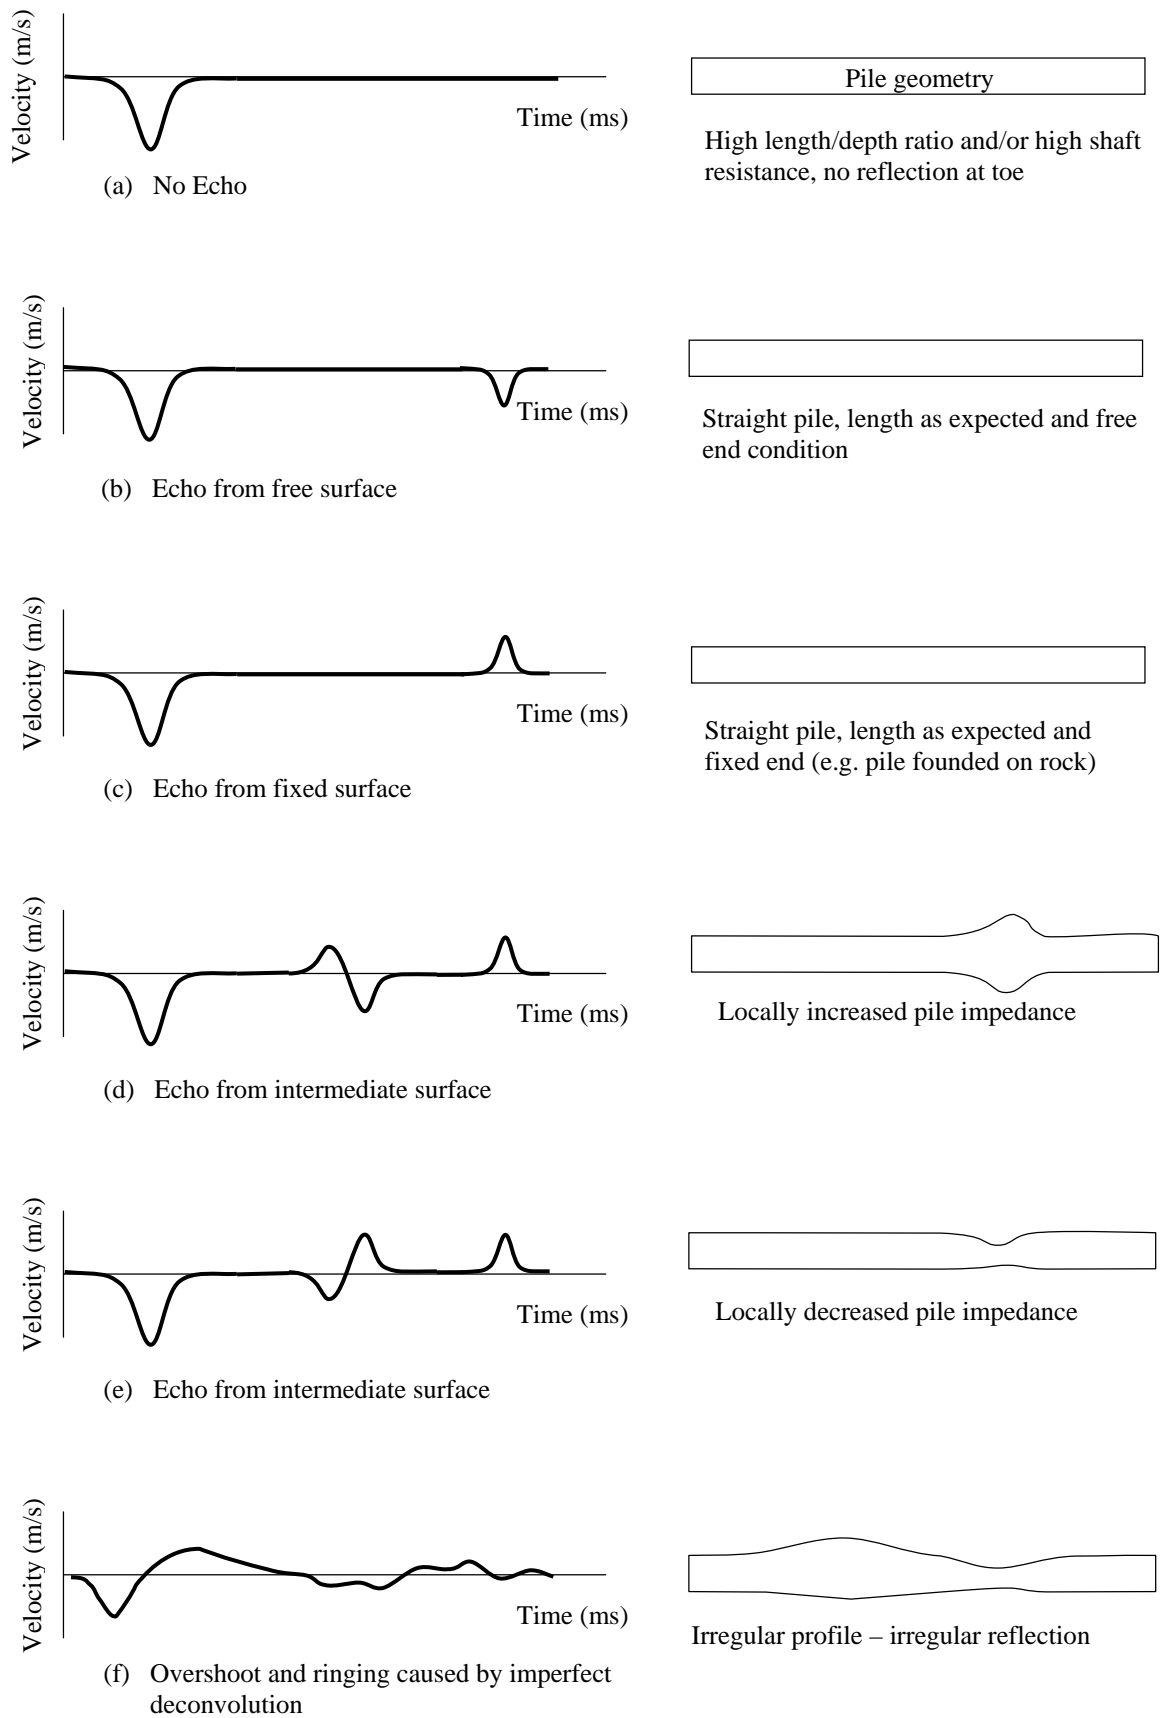 Velocity (m/s)
Time (ms)
(a) No Echo
Pile geometry
High length/depth ratio and/or high shaft
resistance, no reflection at toe
Velocity (m/s)
Time (ms)
(b) Echo from free surface
Straight pile, length as expected and free
end condition
Velocity (m/s)
Time (ms)
(c) Echo from fixed surface
Straight pile, length as expected and
fixed end (e.g. pile founded on rock)
Velocity (m/s)
Time (ms)
(d) Echo from intermediate surface
Locally increased pile impedance
Velocity (m/s)
Time (ms)
(e) Echo from intermediate surface
Locally decreased pile impedance
Velocity (m/s)
Time (ms)
(f) Overshoot and ringing caused by imperfect
deconvolution
Irregular profile – irregular reflection